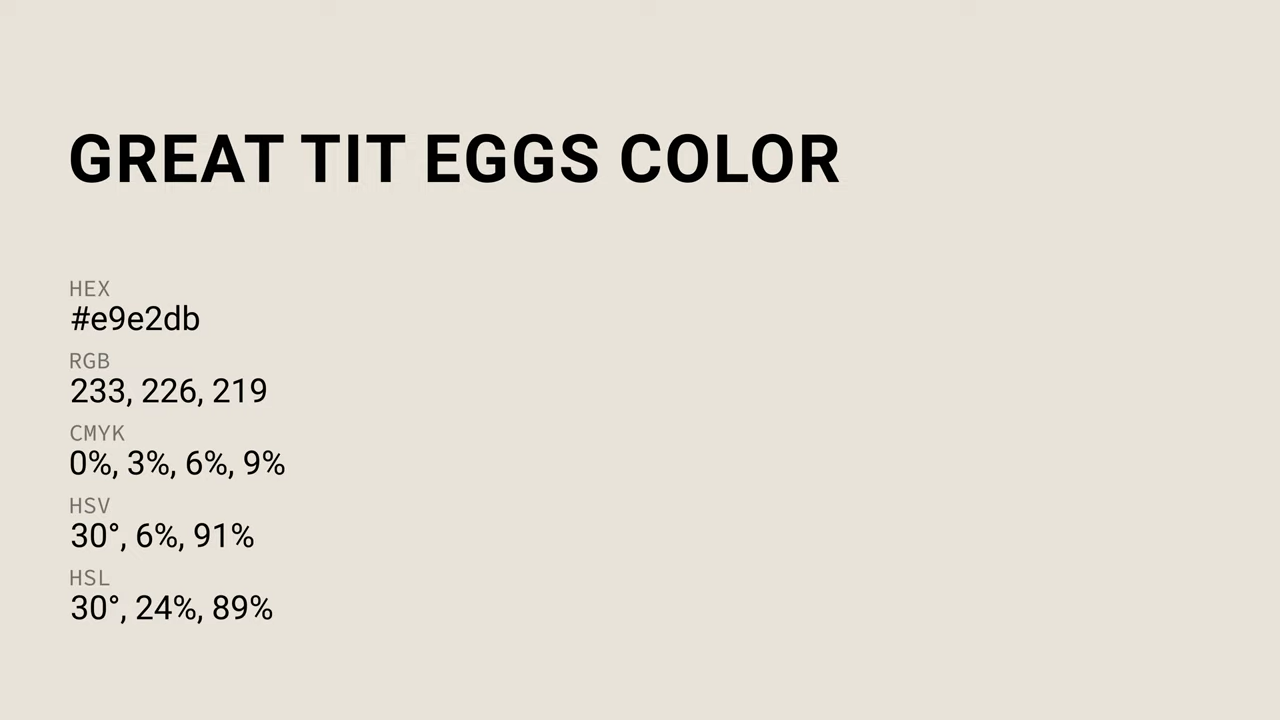 GREAT TIT EGGS COLOR
HEX
#e9e2db
RGB
233, 226, 219
CMYK
0%, 3%, 6%, 9%
HSV
30°, 6%, 91%
HSL
30°, 24%, 89%